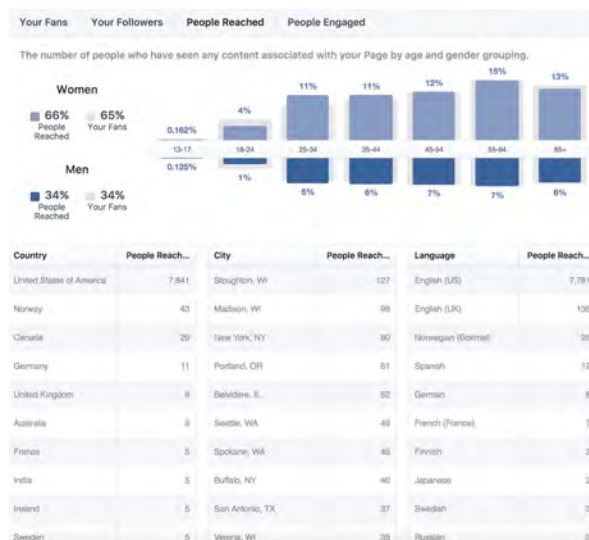 Your Fans Your Followers People Reached People Engaged
The number of people who have seen any content associated with your Page by age and gender grouping.
Women
66% 65%
People Reached Your Fans
0.162% 4% 11% 11% 12% 15% 13%
13-17 18-24 25-34 35-44 45-54 55-64 65+
0.125% 1% 6% 6% 7% 7% 6%
Men
34% 34%
People Reached Your Fans
Country People Reach... City People Reach... Language People Reach...
United States of America 7,841 Stoughton, WI 127 English (US) 7,781
Norway 43 Madison, WI 98 English (UK)
Canada 29 New York, NY 80 Norwegian (Bokmal)
Germany 11 Portland, OR 61 Spanish 12
United Kingdom 9 Belvidere, IL 52 German
Australia 8 Seattle, WA 49 French (France)
France 5 Spokane, WA 45 Finnish
India 5 Buffalo, NY 40 Japanese
Ireland 5 San Antonio, TX 37 Swedish
Sweden 5 Verona, WI 35 Russian